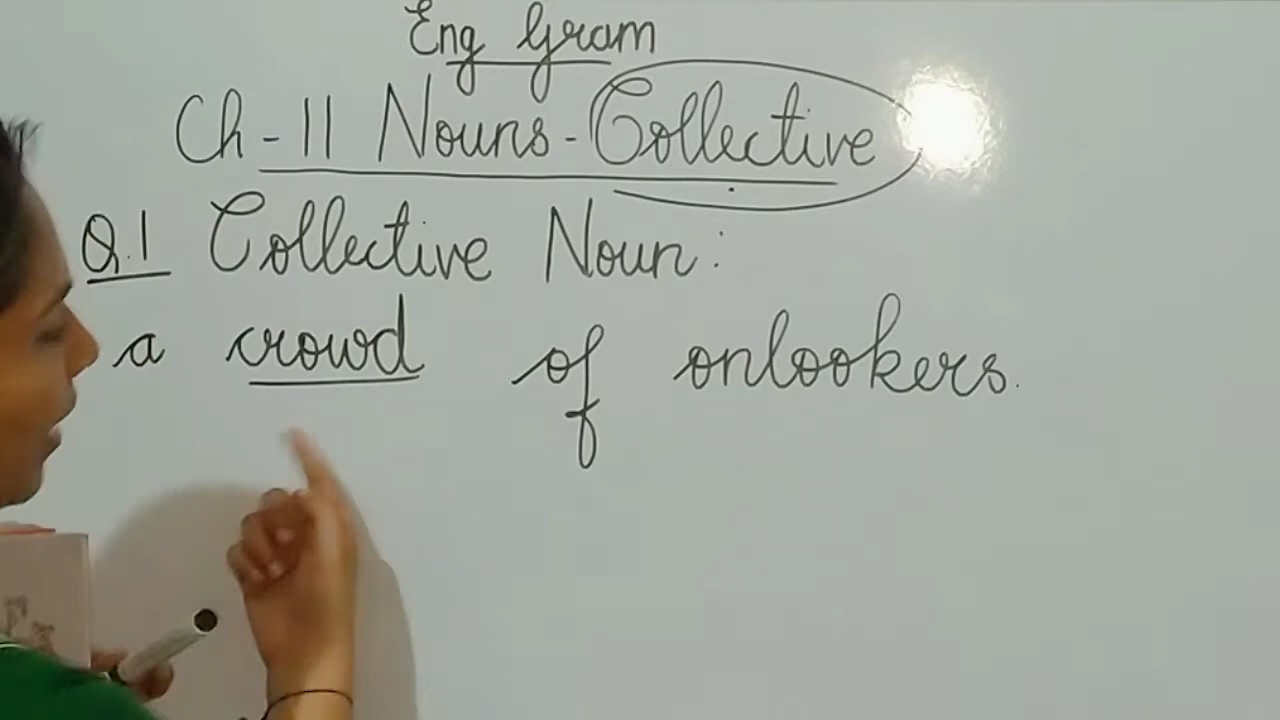 Eng Gram
Ch-11 Nouns-Collective
Q.1 Collective Noun:
a crowd of onlookers.